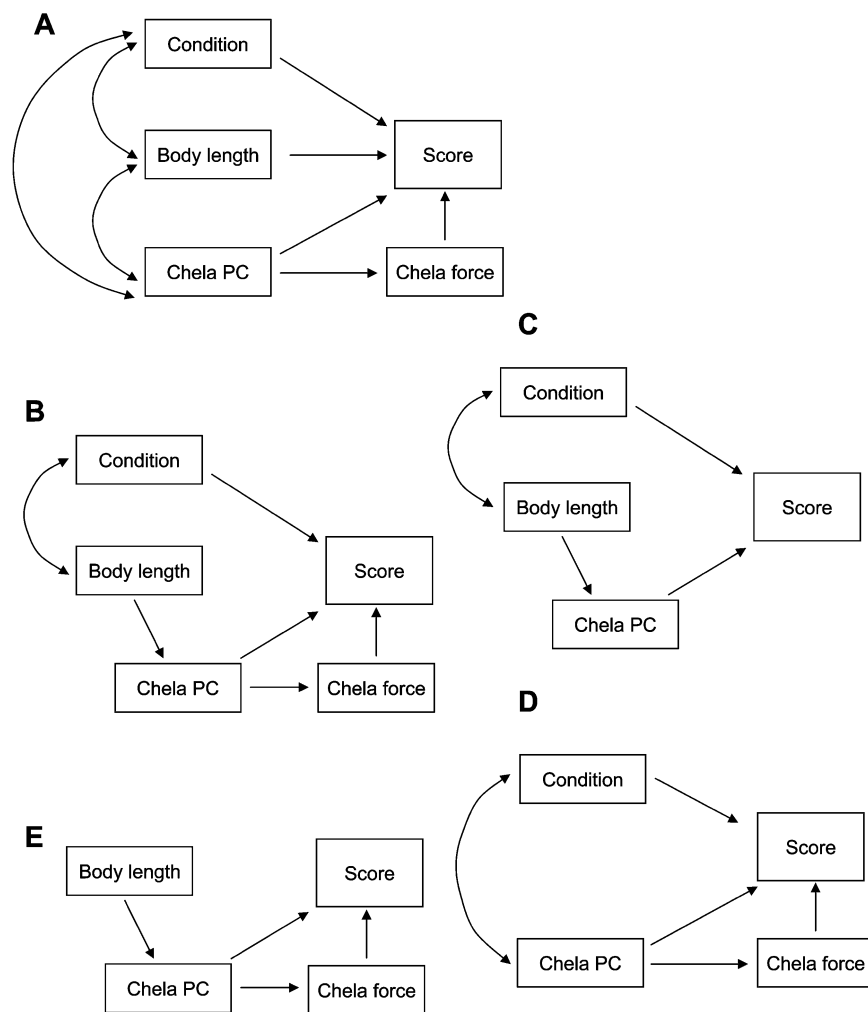 A
Condition
Body length
Score
Chela PC
Chela force
C
Condition
B
Condition
Body length
Score
Body length
Score
Chela PC
Chela PC
Chela force
D
Condition
E
Body length
Score
Score
Chela PC
Chela force
Chela PC
Chela force